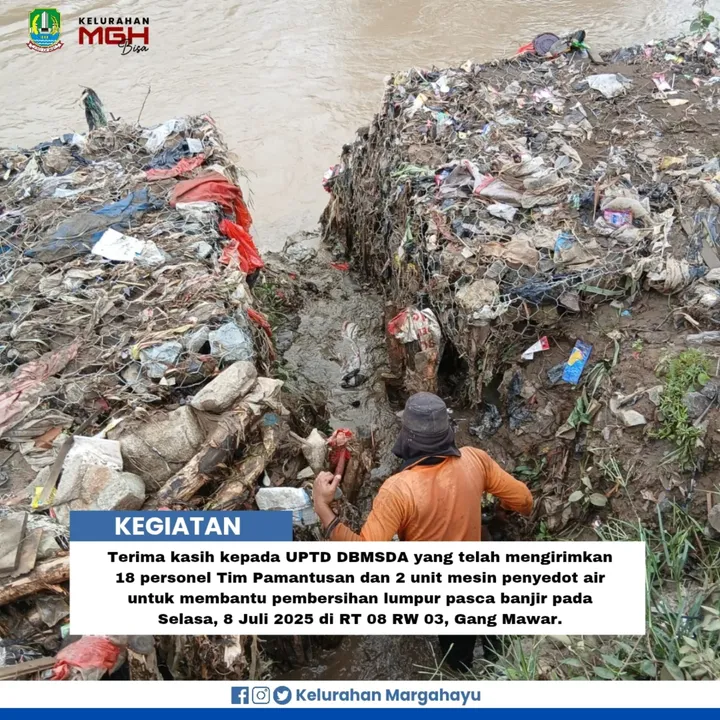 KELURAHAN
MGH
Bisa
KEGIATAN
Terima kasih kepada UPTD DBMSDA yang telah mengirimkan
18 personel Tim Pamantusan dan 2 unit mesin penyedot air
untuk membantu pembersihan lumpur pasca banjir pada
Selasa, 8 Juli 2025 di RT 08 RW 03, Gang Mawar.
Kelurahan Margahayu